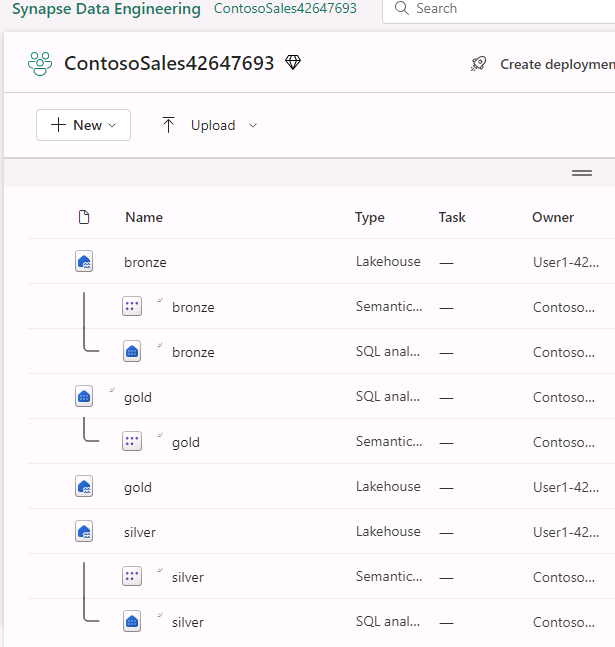 Synapse Data Engineering ContosoSales42647693 Search
ContosoSales42647693 Create deploymen
New Upload
Name Type Task Owner
bronze Lakehouse — User1-42...
bronze Semantic... — Contoso...
bronze SQL anal... — Contoso...
gold SQL anal... — Contoso...
gold Semantic... — Contoso...
gold Lakehouse — User1-42...
silver Lakehouse — User1-42...
silver Semantic... — Contoso...
silver SQL anal... — Contoso...